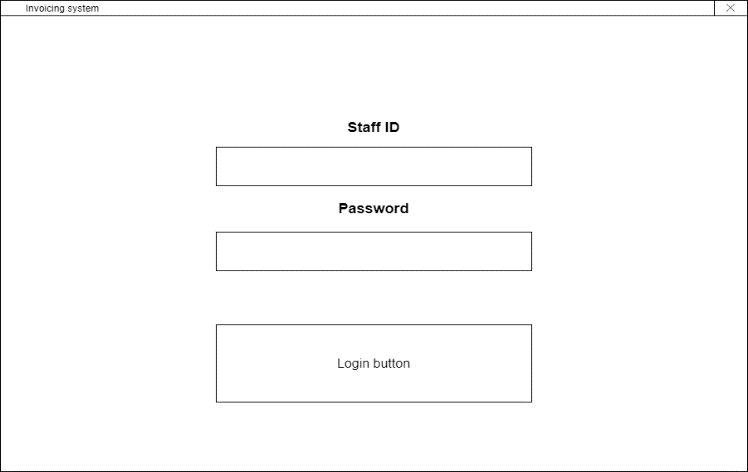 Invoicing system
Staff ID
Password
Login button